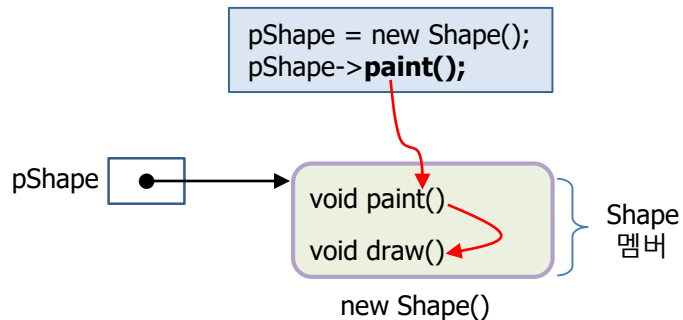 pShape = new Shape();
pShape->paint();
pShape
void paint()
void draw()
Shape
멤버
new Shape()